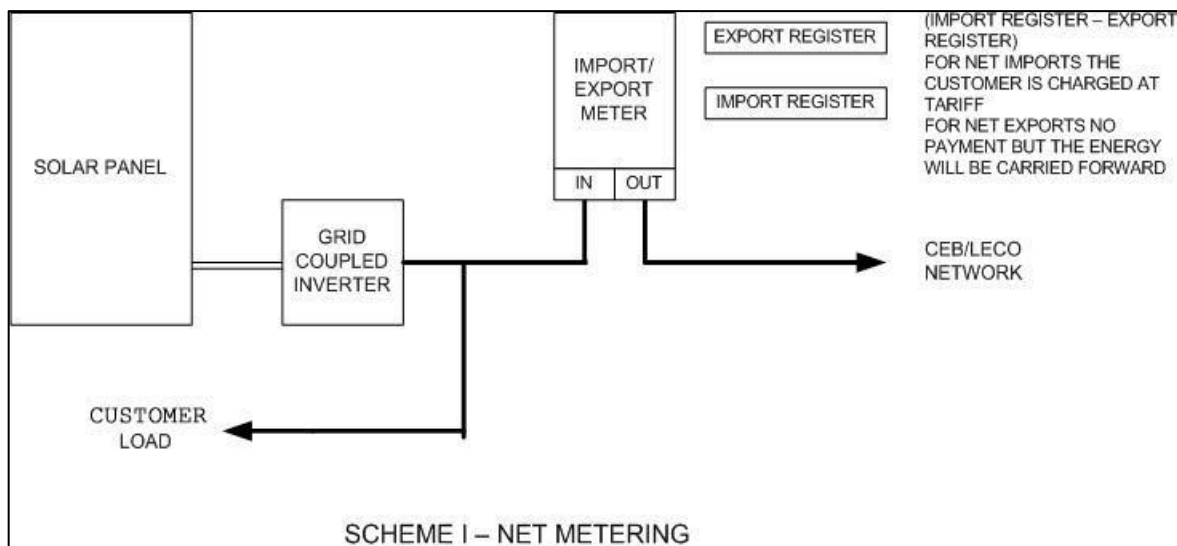 SOLAR PANEL
GRID
COUPLED
INVERTER
CUSTOMER
LOAD
IMPORT/
EXPORT
METER
IN
OUT
EXPORT REGISTER
IMPORT REGISTER
(IMPORT REGISTER – EXPORT
REGISTER)
FOR NET IMPORTS THE
CUSTOMER IS CHARGED AT
TARIFF
FOR NET EXPORTS NO
PAYMENT BUT THE ENERGY
WILL BE CARRIED FORWARD
CEB/LECO
NETWORK
SCHEME I – NET METERING